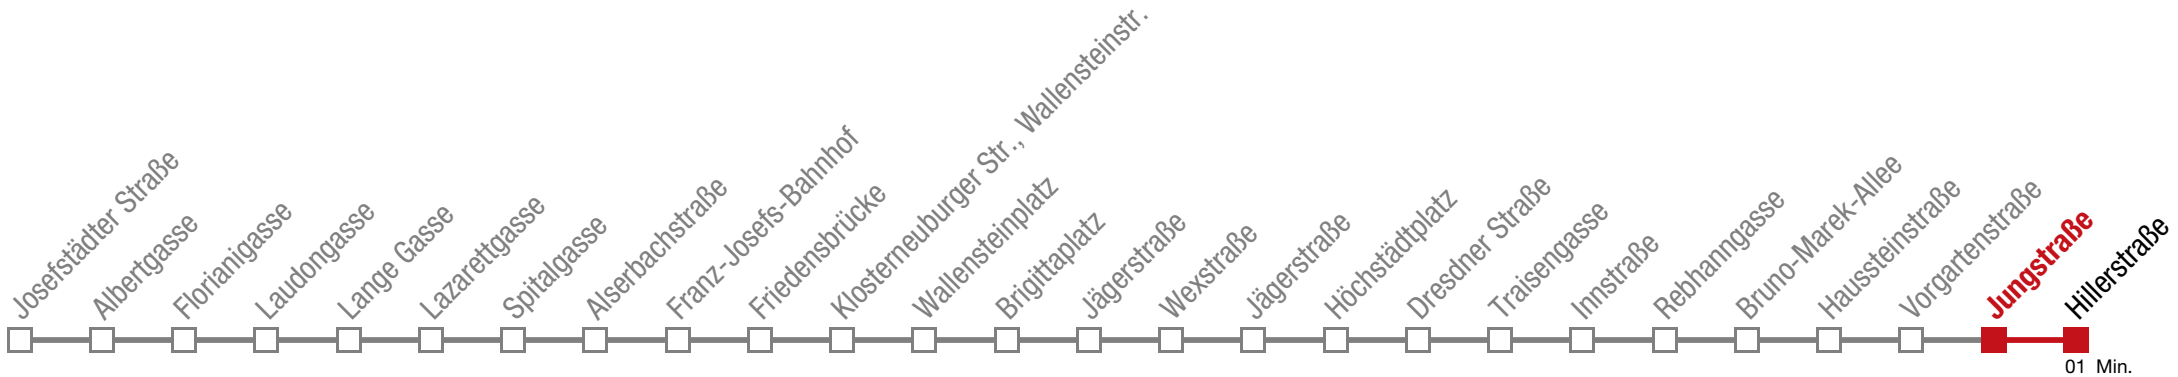 Josefstädter Straße
Albertgasse
Florianigasse
Laudongasse
Lange Gasse
Lazarettgasse
Spitalgasse
Alserbachstraße
Franz-Josefs-Bahnhof
Friedensbrücke
Klosterneuburger Str., Wallensteinstr.
Wallensteinplatz
Brigittaplatz
Jägerstraße
Wexstraße
Jägerstraße
Höchstädtplatz
Dresdner Straße
Traisengasse
Innstraße
Rebhanngasse
Bruno-Marek-Allee
Haussteinstraße
Vorgartenstraße
Jungstraße
Hillerstraße
01 Min.